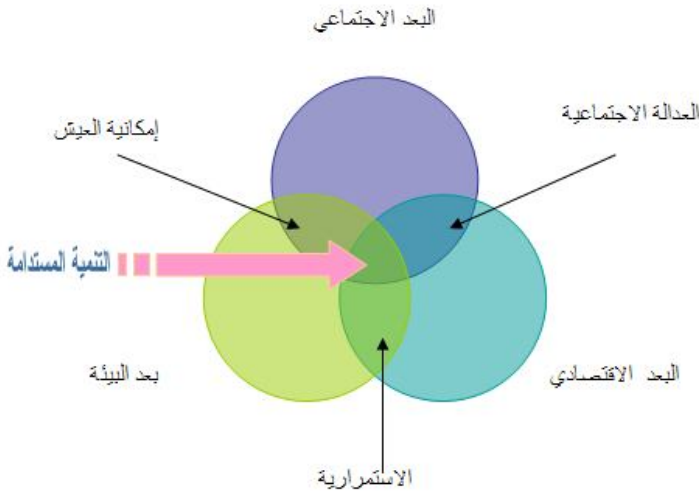 البعد الاجتماعي
العدالة الاجتماعية
إمكانية العيش
التنمية المستدامة
البعد الاقتصادي
بعد البيئة
الاستمرارية